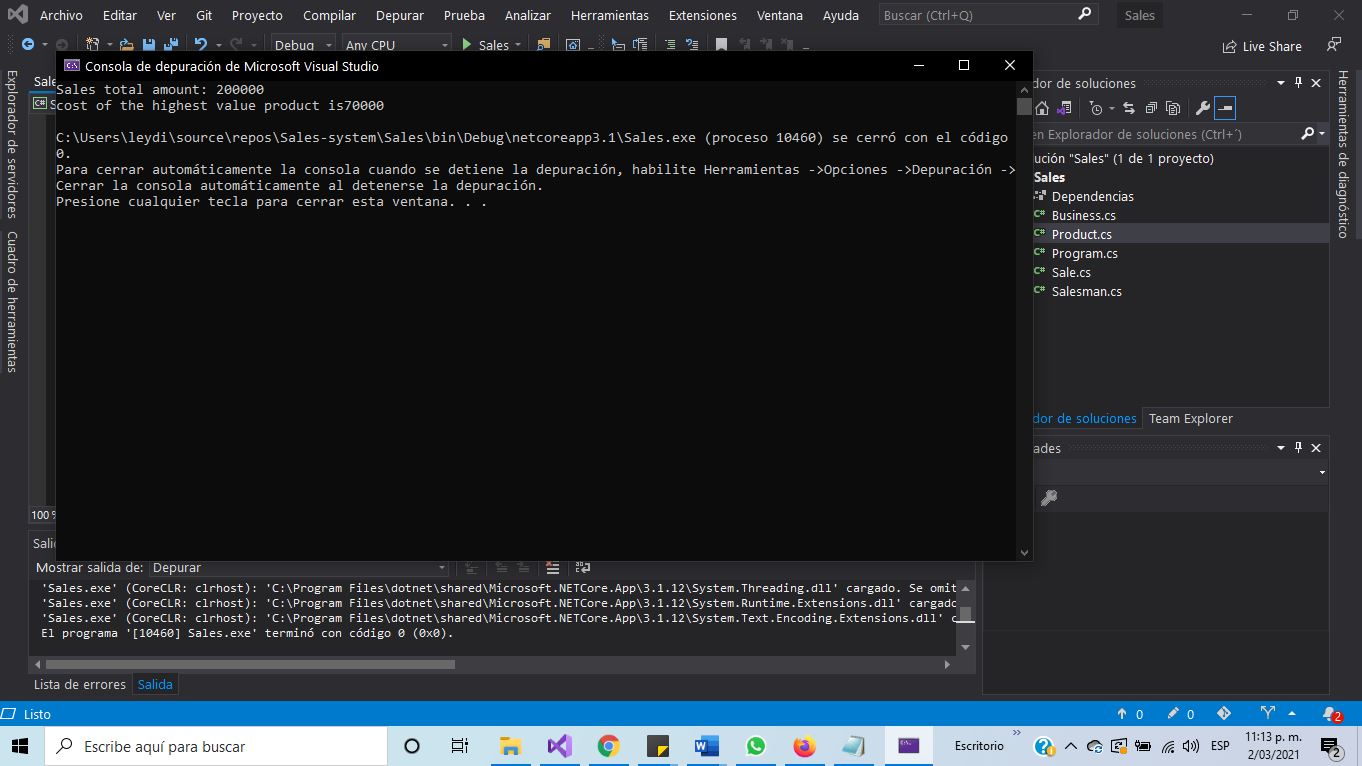 Archivo Editar Ver Git Proyecto Compilar Depurar Prueba Analizar Herramientas Extensiones Ventana Ayuda Buscar (Ctrl+Q) Sales
Debug Any CPU Sales Live Share
Consola de depuración de Microsoft Visual Studio
Sales total amount: 200000
cost of the highest value product is70000
C:\Users\leydi\source\repos\Sales-system\Sales\bin\Debug\netcoreapp3.1\Sales.exe (proceso 10460) se cerró con el código
0.
Para cerrar automáticamente la consola cuando se detiene la depuración, habilite Herramientas ->Opciones ->Depuración ->
Cerrar la consola automáticamente al detenerse la depuración.
Presione cualquier tecla para cerrar esta ventana. . .
Explorador de servidores
Cuadro de herramientas
Sale
C#
100 %
dor de soluciones
en Explorador de soluciones (Ctrl+´)
ución "Sales" (1 de 1 proyecto)
Sales
Dependencias
C# Business.cs
C# Product.cs
C# Program.cs
C# Sale.cs
C# Salesman.cs
dor de soluciones Team Explorer
ades
Herramientas de diagnóstico
Sali
Mostrar salida de: Depurar
'Sales.exe' (CoreCLR: clrhost): 'C:\Program Files\dotnet\shared\Microsoft.NETCore.App\3.1.12\System.Threading.dll' cargado. Se omit
'Sales.exe' (CoreCLR: clrhost): 'C:\Program Files\dotnet\shared\Microsoft.NETCore.App\3.1.12\System.Runtime.Extensions.dll' cargado
'Sales.exe' (CoreCLR: clrhost): 'C:\Program Files\dotnet\shared\Microsoft.NETCore.App\3.1.12\System.Text.Encoding.Extensions.dll' c
El programa '[10460] Sales.exe' terminó con código 0 (0x0).
Lista de errores Salida
Listo 0 0 2
Escribe aquí para buscar Escritorio » ESP 11:13 p. m.
2/03/2021 2